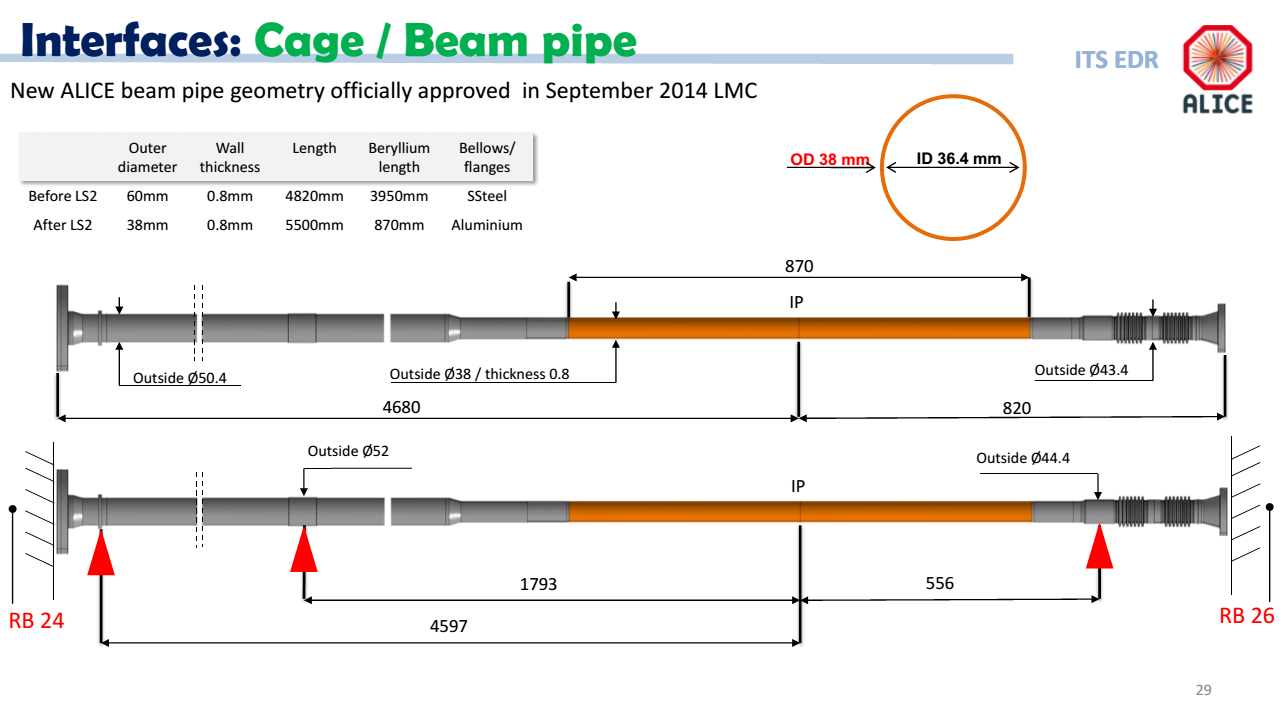 Interfaces: Cage / Beam pipe
ITS EDR
ALICE
New ALICE beam pipe geometry officially approved  in September 2014 LMC
Outer diameter Wall thickness Length Beryllium length Bellows/ flanges
Before LS2 60mm 0.8mm 4820mm 3950mm SSteel
After LS2 38mm 0.8mm 5500mm 870mm Aluminium
OD 38 mm ID 36.4 mm
870
IP
Outside Ø50.4
Outside Ø38 / thickness 0.8
Outside Ø43.4
4680
820
Outside Ø52
Outside Ø44.4
IP
1793
556
RB 24
RB 26
4597
29